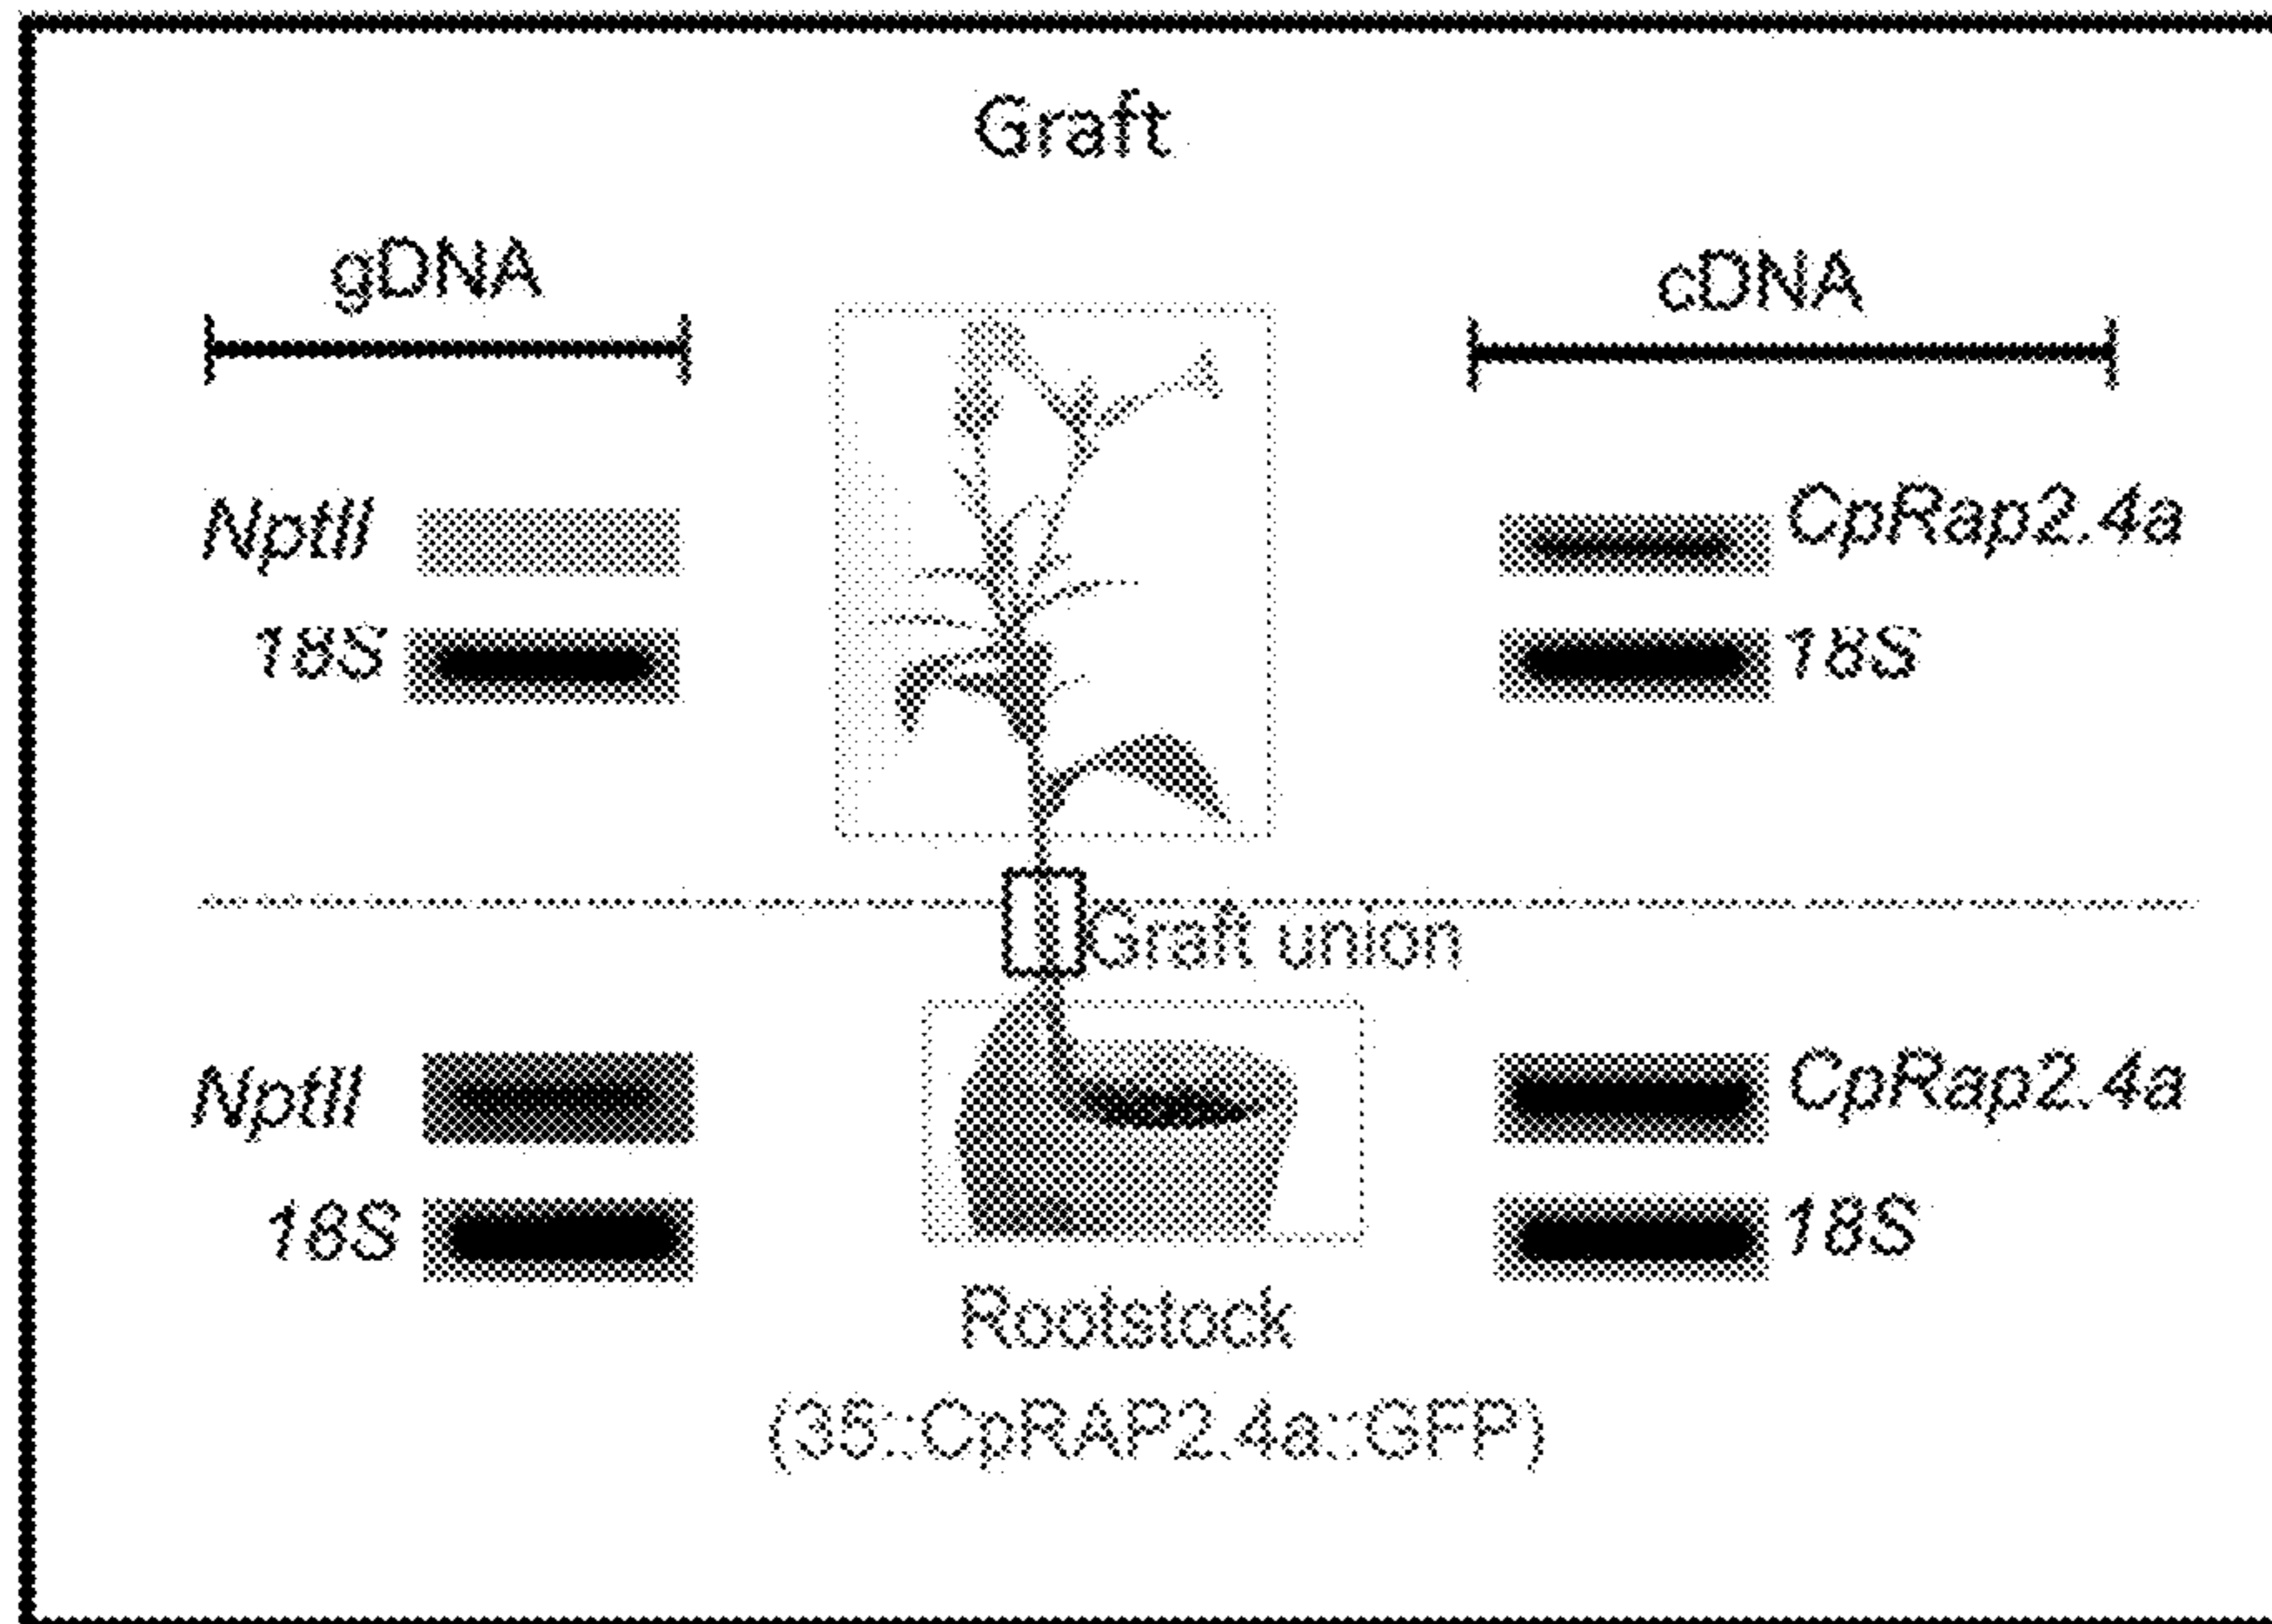 Graft
gDNA
cDNA
NptII
CpRap2.4a
18S
18S
Graft union
NptII
CpRap2.4a
18S
18S
Rootstock
(35::CpRAP2.4a::GFP)